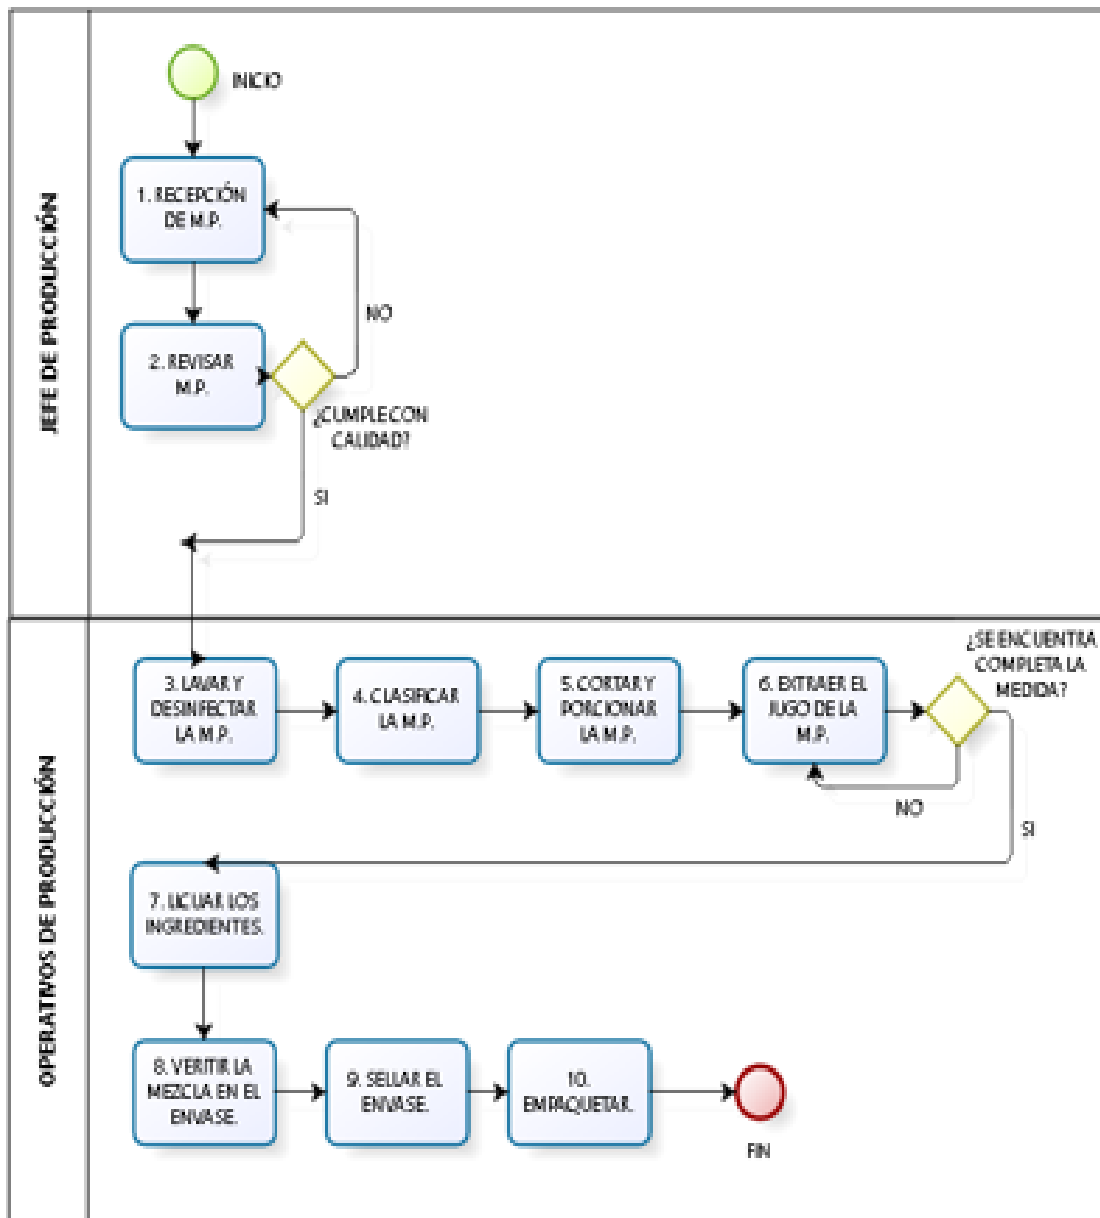 JEFE DE PRODUCCIÓN
INICIO
1. RECEPCIÓN
DE M.P.
NO
2. REVISAR
M.P.
¿CUMPLE CON
CALIDAD?
SI
OPERATIVOS DE PRODUCCIÓN
¿SE ENCUENTRA
COMPLETA LA
MEDIDA?
3. LAVAR Y
DESINFECTAR
LA M.P.
4. CLASIFICAR
LA M.P.
5. CORTAR Y
PORCIONAR
LA M.P.
6. EXTRAER EL
JUGO DE LA
M.P.
NO
SI
7. LICUAR LOS
INGREDIENTES.
8. VERITIR LA
MEZCLA EN EL
ENVASE.
9. SELLAR EL
ENVASE.
10.
EMPAQUETAR.
FIN